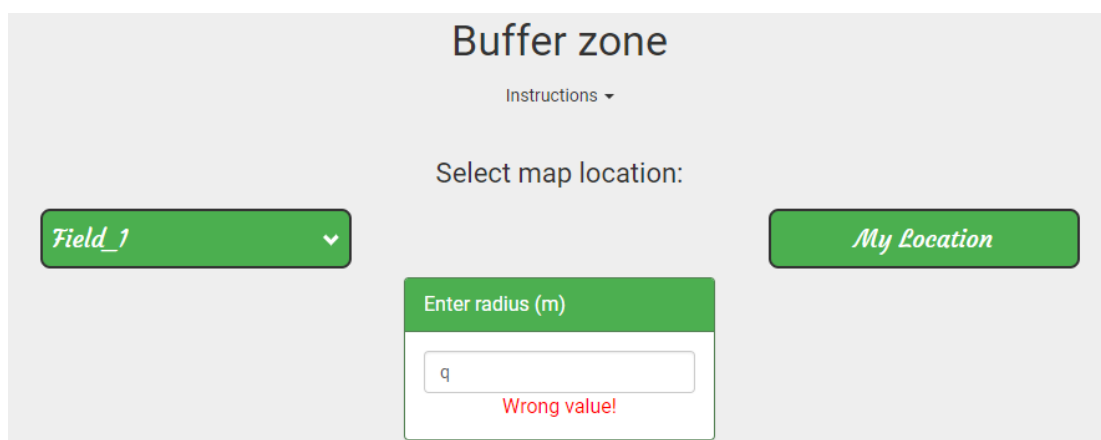 Buffer zone
Instructions
Select map location:
Field_1
My Location
Enter radius (m)
q
Wrong value!